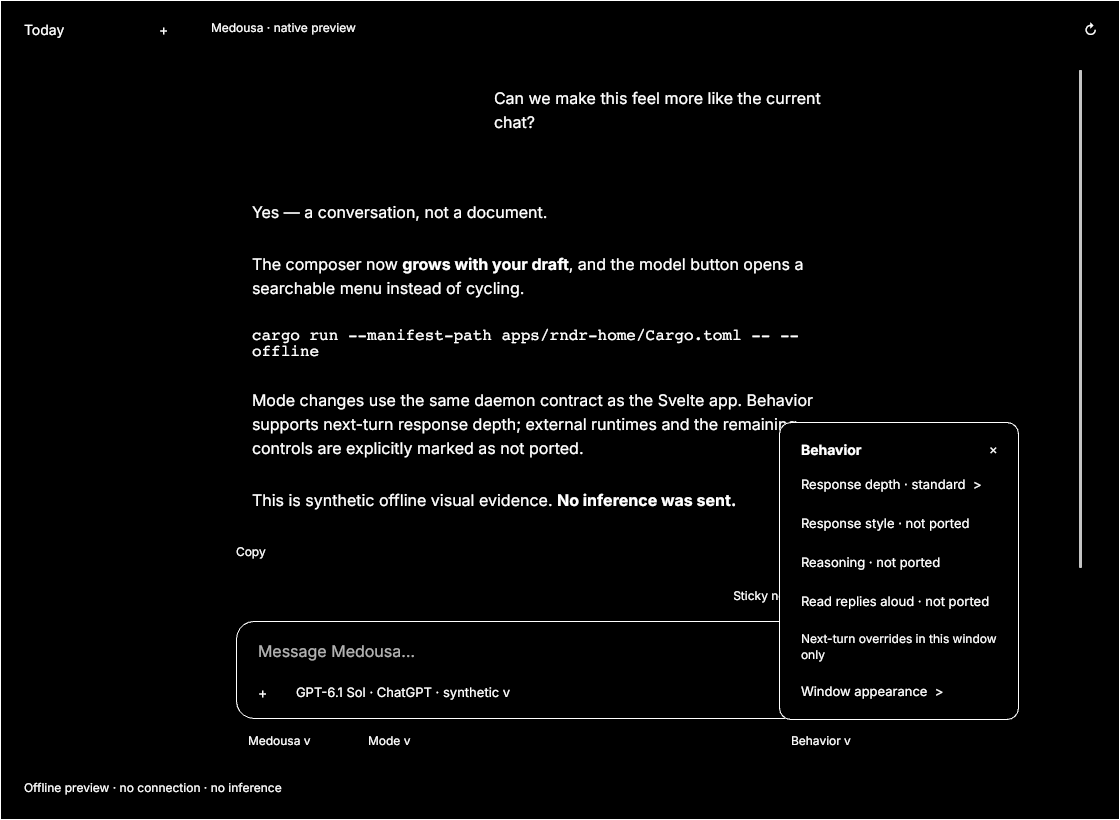 Today
+
Medousa · native preview
Can we make this feel more like the current
chat?
Yes — a conversation, not a document.
The composer now grows with your draft, and the model button opens a
searchable menu instead of cycling.
cargo run --manifest-path apps/rndr-home/Cargo.toml -- --
offline
Mode changes use the same daemon contract as the Svelte app. Behavior
supports next-turn response depth; external runtimes and the remaining
controls are explicitly marked as not ported.
This is synthetic offline visual evidence. No inference was sent.
Copy
Sticky
Message Medousa...
+ GPT-6.1 Sol · ChatGPT · synthetic v
Medousa v
Mode v
Behavior v
Behavior ×
Response depth · standard >
Response style · not ported
Reasoning · not ported
Read replies aloud · not ported
Next-turn overrides in this window
only
Window appearance >
Offline preview · no connection · no inference